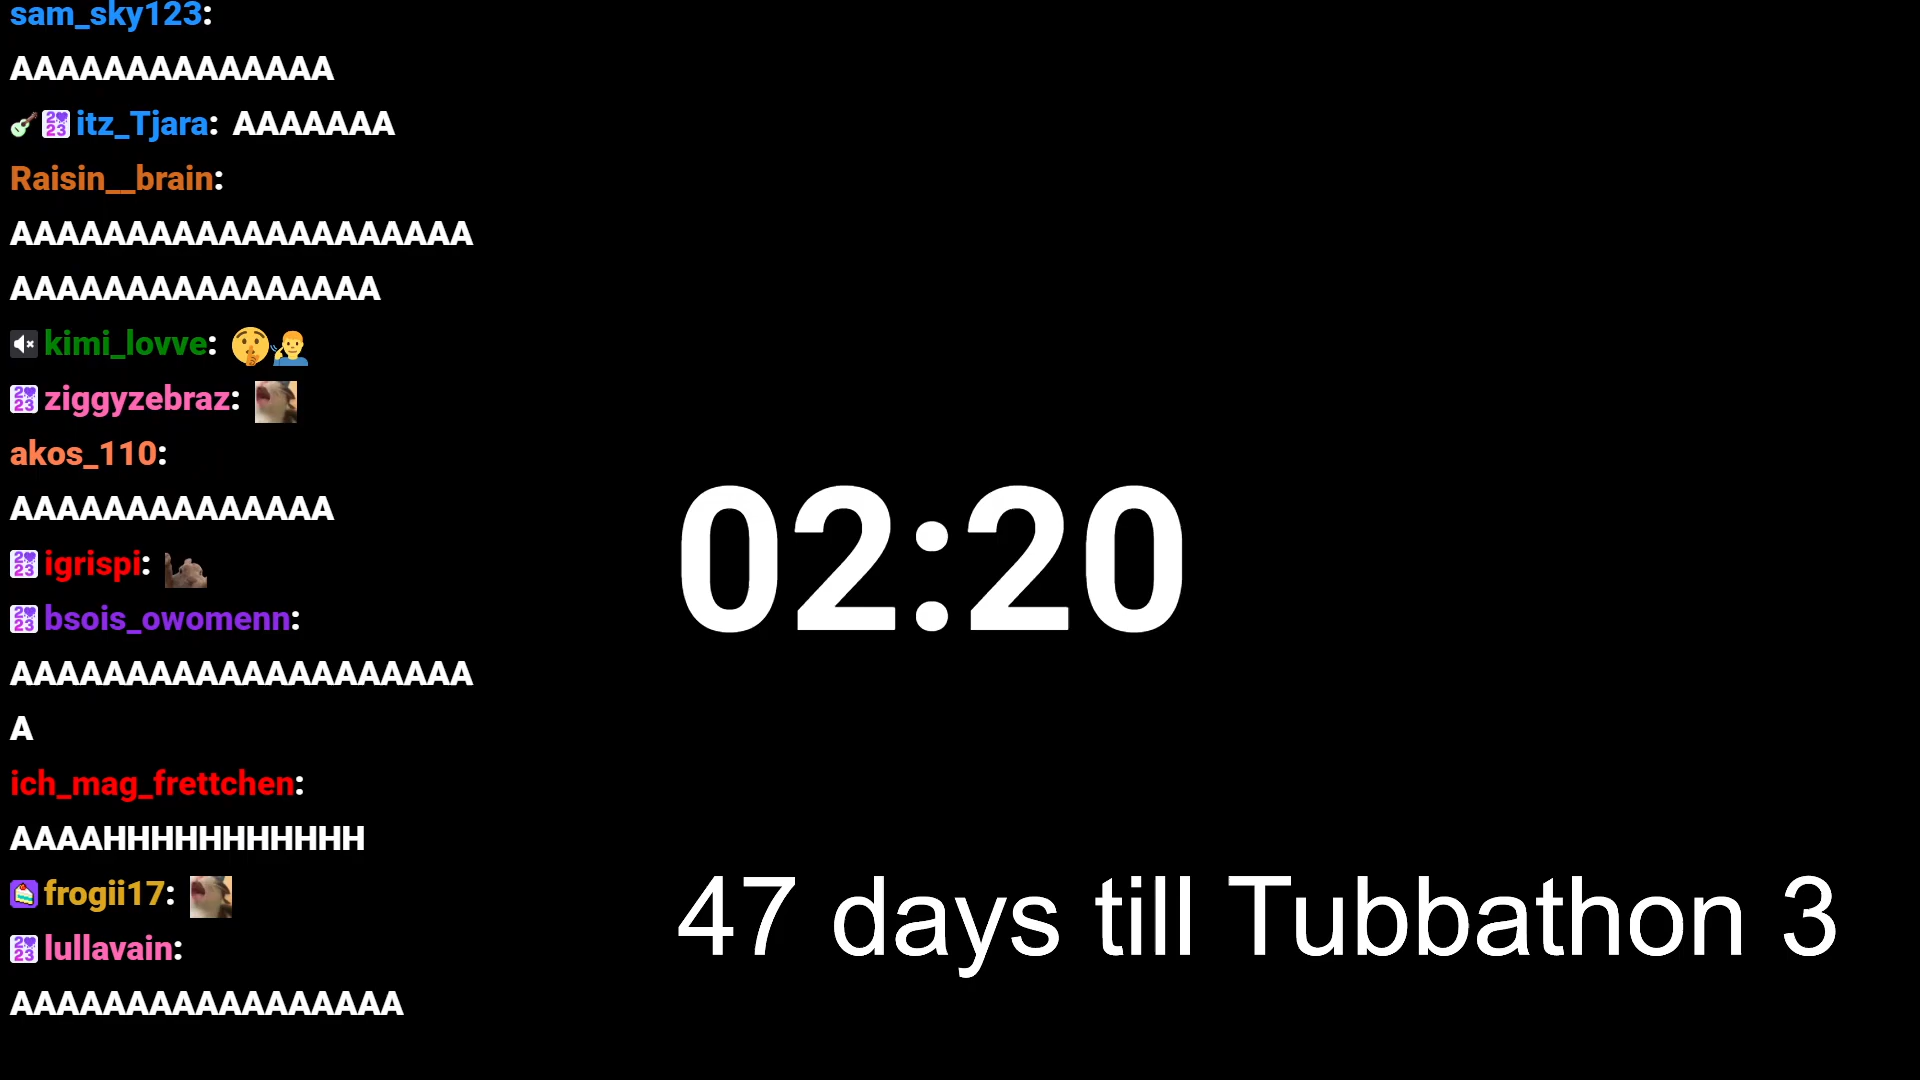 sam_sky123:
AAAAAAAAAAAAAA
itz_Tjara: AAAAAAA
Raisin__brain:
AAAAAAAAAAAAAAAAAAAA
AAAAAAAAAAAAAAAA
kimi_lovve:
ziggyzebraz:
akos_110:
AAAAAAAAAAAAAA
igrispi:
bsois_owomenn:
AAAAAAAAAAAAAAAAAAAA
A
ich_mag_frettchen:
AAAAHHHHHHHHHHH
frogii17:
lullavain:
AAAAAAAAAAAAAAAAA
02:20
47 days till Tubbathon 3